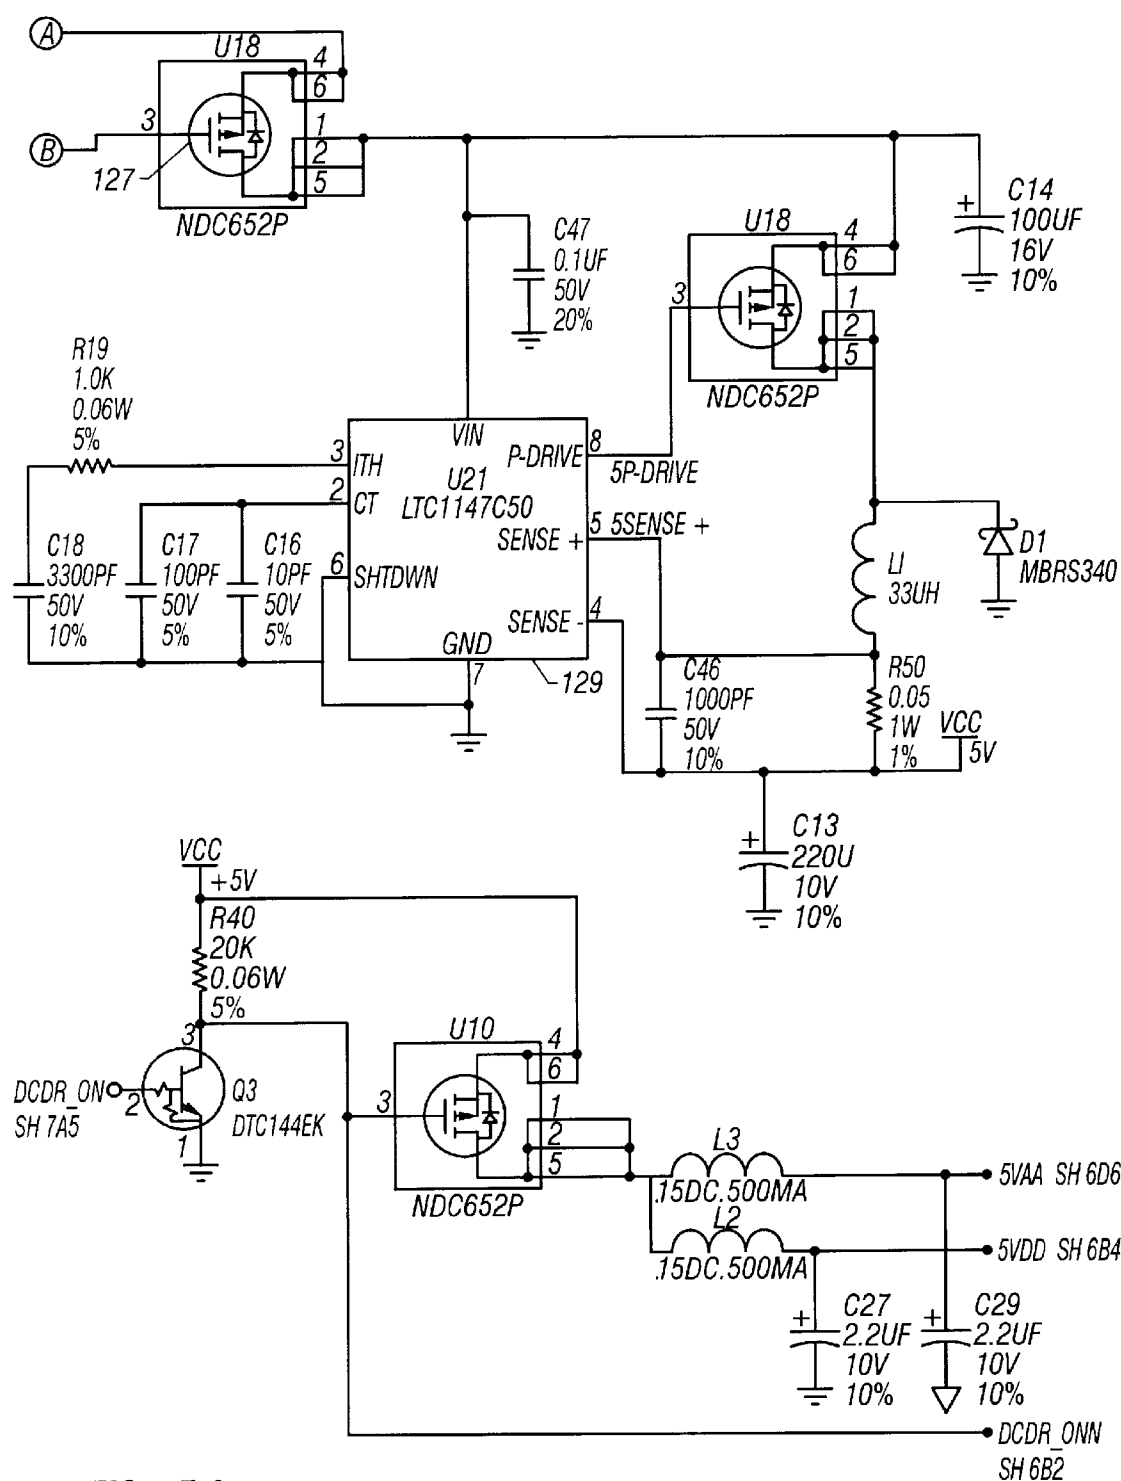 A
U18
4
6
3
1
2
5
B
127
NDC652P
C47
0.1UF
50V
20%
U18
4
6
3
1
2
5
NDC652P
C14
100UF
16V
10%
R19
1.0K
0.06W
5%
VIN
3
ITH
P-DRIVE
8
5P-DRIVE
U21
LTC1147C50
2
CT
SENSE +
5
5SENSE +
6
SHTDWN
SENSE -
4
GND
7
129
C18
3300PF
50V
10%
C17
100PF
50V
5%
C16
10PF
50V
5%
LI
33UH
D1
MBRS340
C46
1000PF
50V
10%
R50
0.05
1W
1%
VCC
5V
C13
220U
10V
10%
VCC
+5V
R40
20K
0.06W
5%
3
DCDR_ON
SH 7A5
2
1
Q3
DTC144EK
U10
4
6
3
1
2
5
NDC652P
L3
.15DC.500MA
5VAA SH 6D6
L2
.15DC.500MA
5VDD SH 6B4
C27
2.2UF
10V
10%
C29
2.2UF
10V
10%
DCDR_ONN
SH 6B2